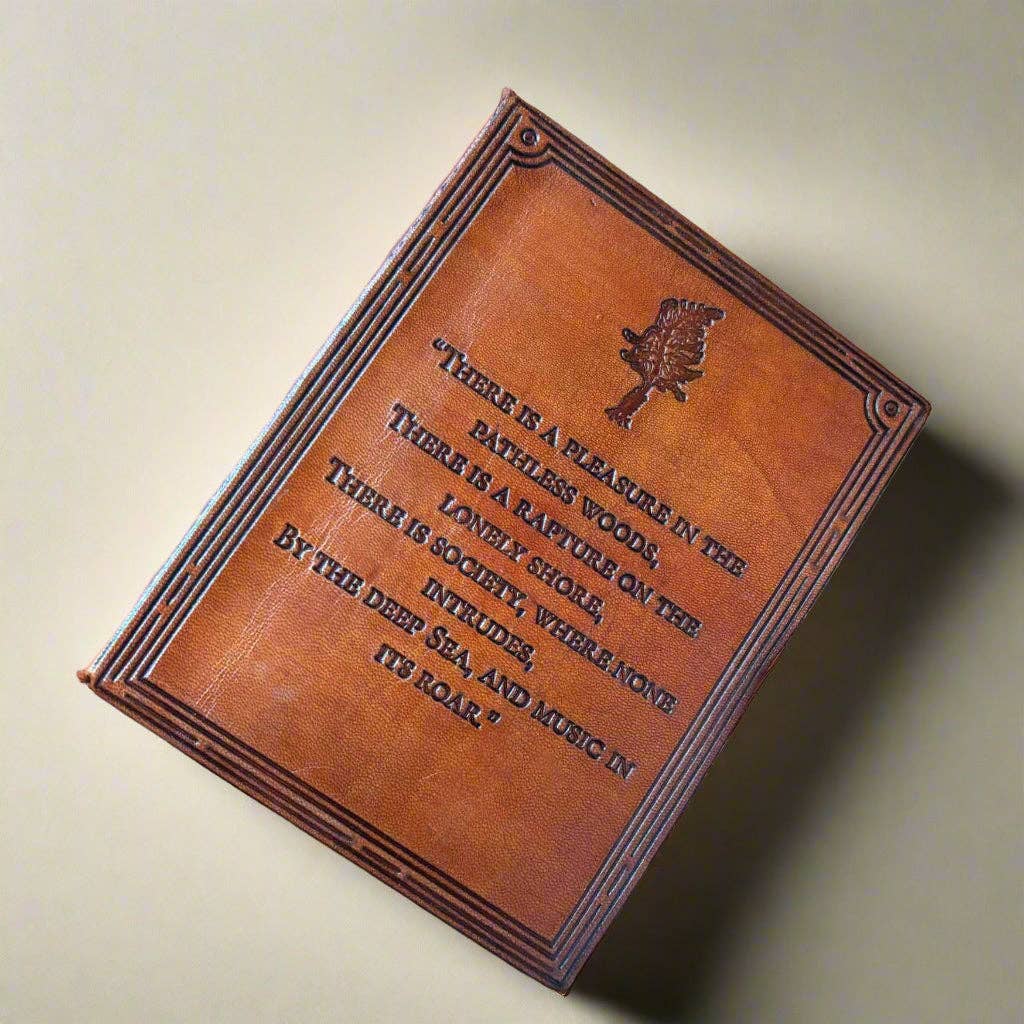 “There is a pleasure in the
pathless woods,
There is a rapture on the
lonely shore,
There is society, where none
intrudes,
By the deep Sea, and music in
its roar.”